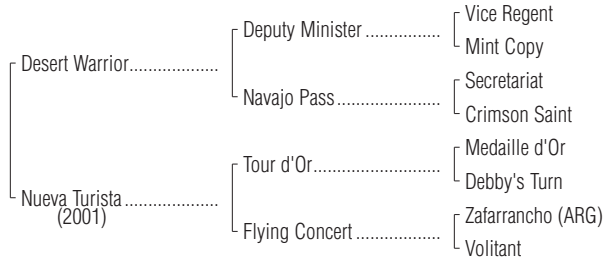 Vice Regent
Deputy Minister ..................
Mint Copy
Desert Warrior.....................
Secretariat
Navajo Pass.........................
Crimson Saint
Medaille d'Or
Tour d'Or..............................
Debby's Turn
Nueva Turista ......................
(2001)
Zafarrancho (ARG)
Flying Concert .....................
Volitant